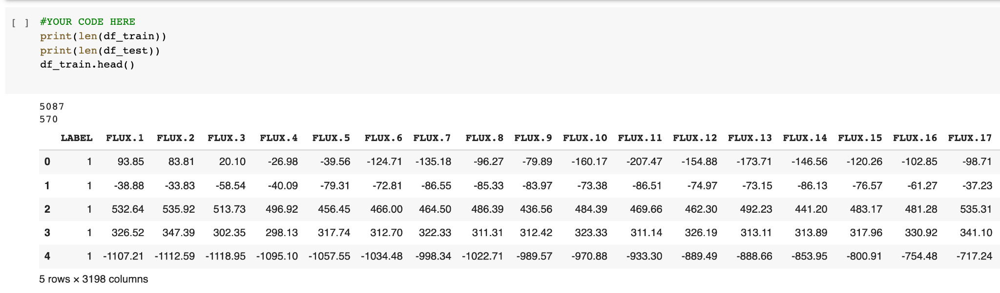 [ ] #YOUR CODE HERE
print(len(df_train))
print(len(df_test))
df_train.head()
5087
570
LABEL FLUX.1 FLUX.2 FLUX.3 FLUX.4 FLUX.5 FLUX.6 FLUX.7 FLUX.8 FLUX.9 FLUX.10 FLUX.11 FLUX.12 FLUX.13 FLUX.14 FLUX.15 FLUX.16 FLUX.17
0 1 93.85 83.81 20.10 -26.98 -39.56 -124.71 -135.18 -96.27 -79.89 -160.17 -207.47 -154.88 -173.71 -146.56 -120.26 -102.85 -98.71
1 1 -38.88 -33.83 -58.54 -40.09 -79.31 -72.81 -86.55 -85.33 -83.97 -73.38 -86.51 -74.97 -73.15 -86.13 -76.57 -61.27 -37.23
2 1 532.64 535.92 513.73 496.92 456.45 466.00 464.50 486.39 436.56 484.39 469.66 462.30 492.23 441.20 483.17 481.28 535.31
3 1 326.52 347.39 302.35 298.13 317.74 312.70 322.33 311.31 312.42 323.33 311.14 326.19 313.11 313.89 317.96 330.92 341.10
4 1 -1107.21 -1112.59 -1118.95 -1095.10 -1057.55 -1034.48 -998.34 -1022.71 -989.57 -970.88 -933.30 -889.49 -888.66 -853.95 -800.91 -754.48 -717.24
5 rows × 3198 columns